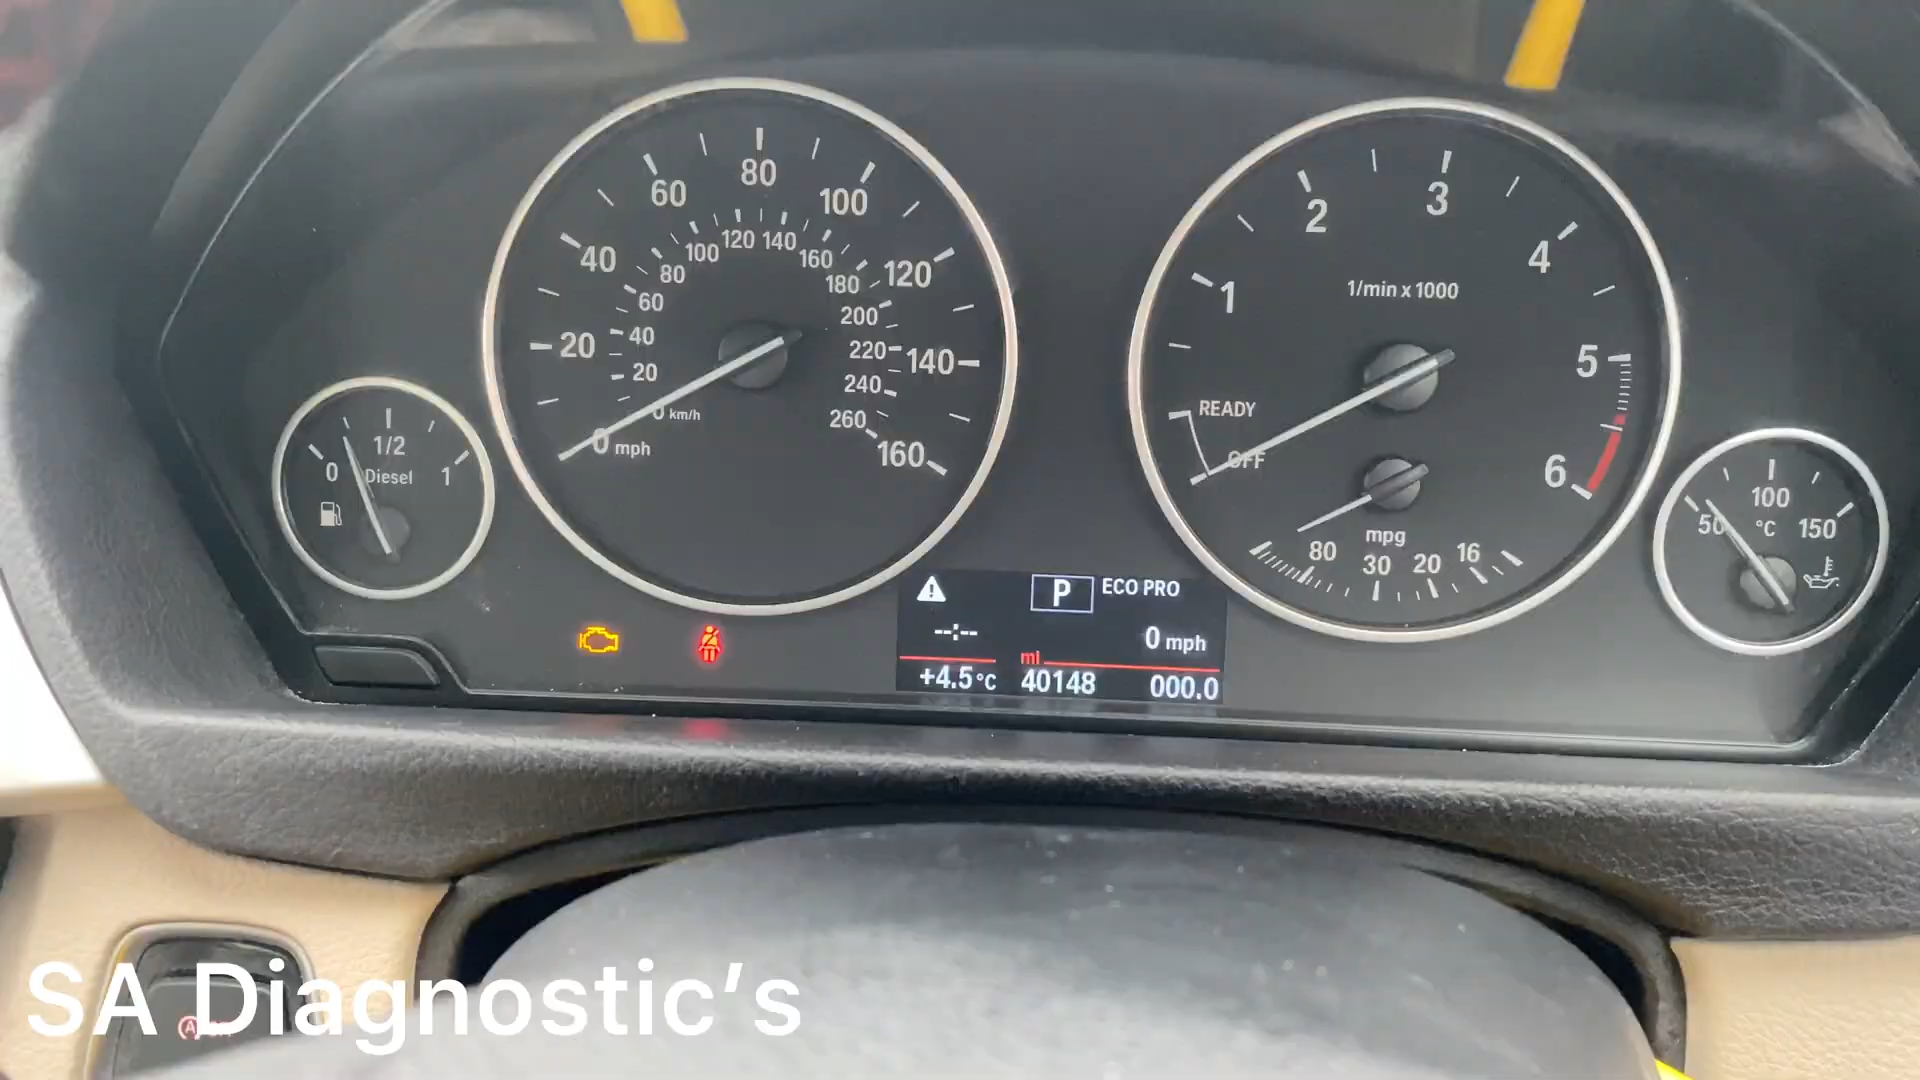 80
60
100
40
120
20
140
0 mph
160
120 140
100
160
80
180
60
200
40
220
20
240
0 km/h
260
1/2
0
1
Diesel
3
2
4
1/min x 1000
1
5
READY
OFF
6
mpg
80
30
20
16
100
50
°C
150
P
ECO PRO
--:--
0 mph
mi
+4.5°C
40148
000.0
SA Diagnostic’s